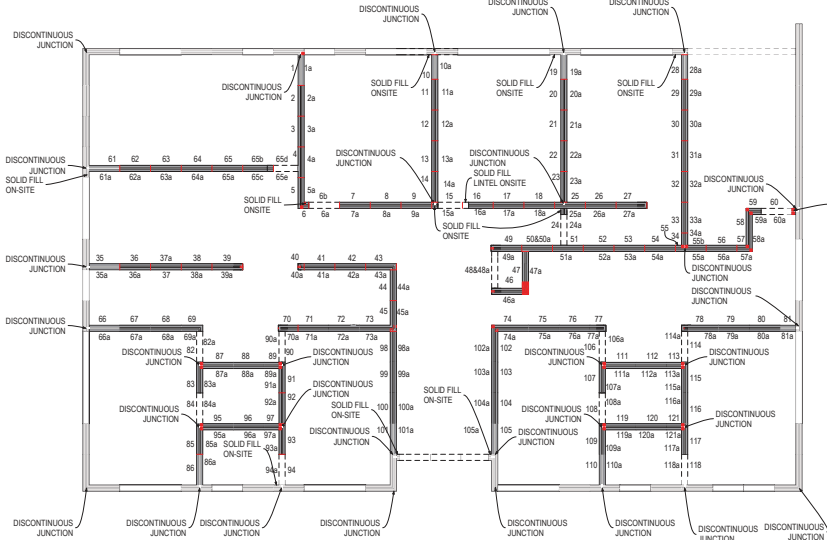 DISCONTINUOUS
JUNCTION
DISCONTINUOUS
JUNCTION
DISCONTINUOUS
JUNCTION
DISCONTINUOUS
JUNCTION
DISCONTINUOUS
JUNCTION
SOLID FILL
ONSITE
SOLID FILL
ONSITE
SOLID FILL
ONSITE
1 1a 10 10a 19 19a 28 28a
2 2a 11 11a 20 20a 29 29a
3 3a 12 12a 21 21a 30 30a
4 4a 13 13a 22 22a 31 31a
5 5a 14 14a 23 23a 32 32a
6 6a 33 33a
34 34a
DISCONTINUOUS
JUNCTION
SOLID FILL
ON-SITE
61 62 63 64 65 65b 65d
61a 62a 63a 64a 65a 65c 65e
SOLID FILL
ONSITE
6b 7 8 9 15
6a 7a 8a 9a 15a
DISCONTINUOUS
JUNCTION
SOLID FILL
LINTEL ONSITE
16 17 18 25 26 27
16a 17a 18a 25a 26a 27a
SOLID FILL
ONSITE
24 24a
DISCONTINUOUS
JUNCTION
59 60
59a 60a
58 58a
DISCONTINUOUS
JUNCTION
35 36 37 38 39
35a 36a 37a 38a 39a
40 41 42 43
40a 41a 42a 43a
44 44a
45 45a
49 50&50a 51 52 53 54 55 55b 56 57
49a 51a 52a 53a 54a 55a 56a 57a
48&48a 47 47a
46
46a
DISCONTINUOUS
JUNCTION
DISCONTINUOUS
JUNCTION
DISCONTINUOUS
JUNCTION
66 67 68 69
66a 67a 68a 69a
70 71 72 73
70a 71a 72a 73a
74 75 76 77
74a 75a 76a 77a
78 79 80 81
78a 79a 80a 81a
82 82a 90a 90
83 83a 91 91a
84 84a 92 92a
85 85a 93 93a
86 86a 94a 94
DISCONTINUOUS
JUNCTION
87 88 89
87a 88a 89a
DISCONTINUOUS
JUNCTION
DISCONTINUOUS
JUNCTION
95 96 97
95a 96a 97a
DISCONTINUOUS
JUNCTION
SOLID FILL
ON-SITE
98 98a
99 99a
100 100a
101 101a
SOLID FILL
ON-SITE
DISCONTINUOUS
JUNCTION
SOLID FILL
ON-SITE
102a 102
103a 103
104a 104
105a 105
DISCONTINUOUS
JUNCTION
106 106a
107 107a
108 108a
109 109a
110 110a
DISCONTINUOUS
JUNCTION
111 112 113
111a 112a 113a
DISCONTINUOUS
JUNCTION
114a 114
115a 115
116a 116
117a 117
118a 118
119 120 121
119a 120a 121a
DISCONTINUOUS
JUNCTION
DISCONTINUOUS
JUNCTION
DISCONTINUOUS
JUNCTION
DISCONTINUOUS
JUNCTION
DISCONTINUOUS
JUNCTION
DISCONTINUOUS
JUNCTION
DISCONTINUOUS
JUNCTION
DISCONTINUOUS
JUNCTION
DISCONTINUOUS
JUNCTION